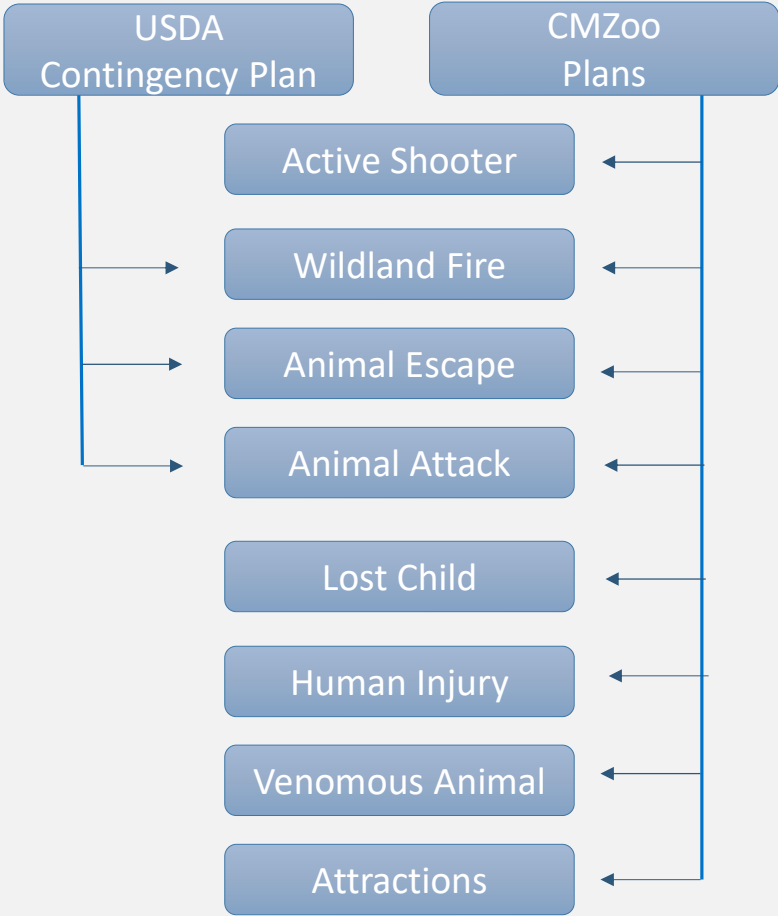 USDA
Contingency Plan
CMZoo
Plans
Active Shooter
Wildland Fire
Animal Escape
Animal Attack
Lost Child
Human Injury
Venomous Animal
Attractions